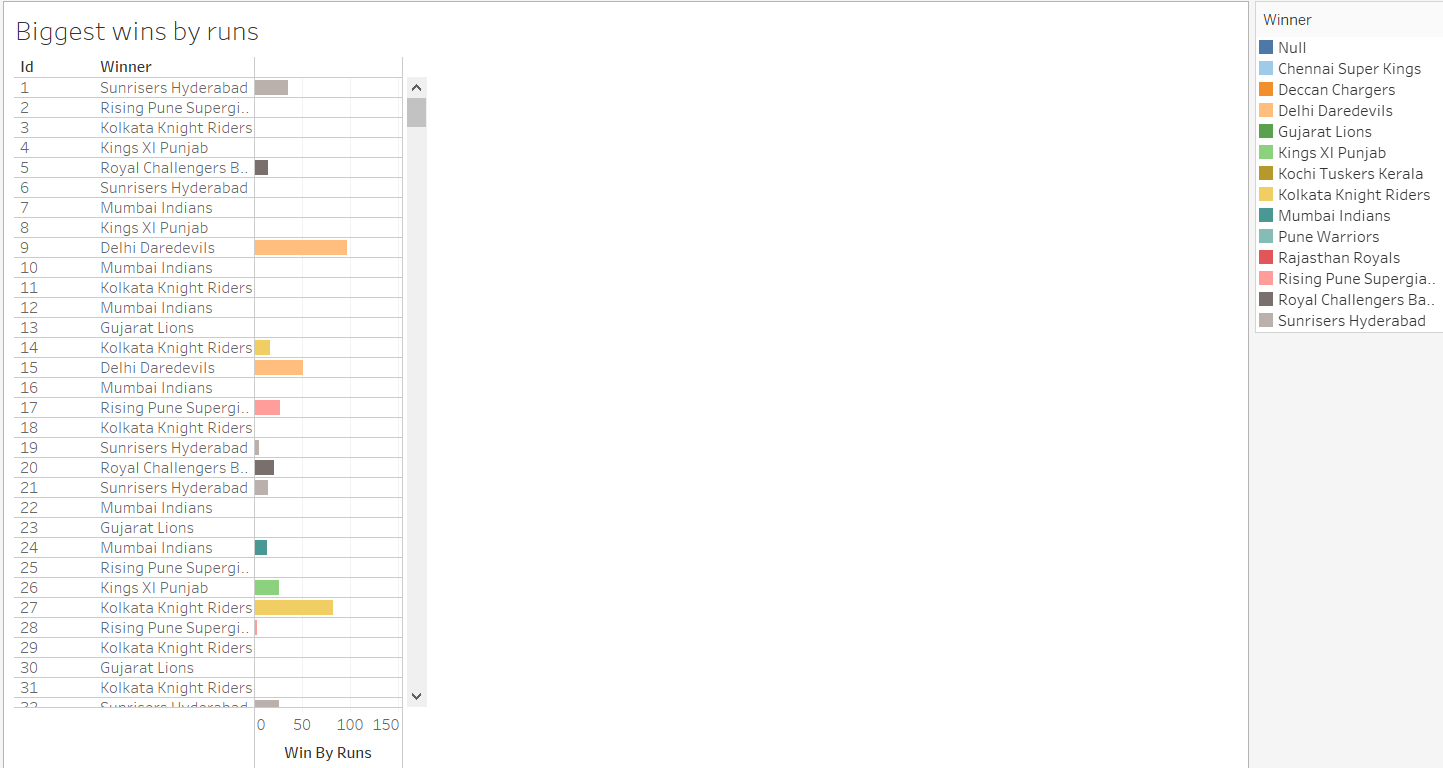 Biggest wins by runs
Id Winner
1 Sunrisers Hyderabad
2 Rising Pune Supergi..
3 Kolkata Knight Riders
4 Kings XI Punjab
5 Royal Challengers B..
6 Sunrisers Hyderabad
7 Mumbai Indians
8 Kings XI Punjab
9 Delhi Daredevils
10 Mumbai Indians
11 Kolkata Knight Riders
12 Mumbai Indians
13 Gujarat Lions
14 Kolkata Knight Riders
15 Delhi Daredevils
16 Mumbai Indians
17 Rising Pune Supergi..
18 Kolkata Knight Riders
19 Sunrisers Hyderabad
20 Royal Challengers B..
21 Sunrisers Hyderabad
22 Mumbai Indians
23 Gujarat Lions
24 Mumbai Indians
25 Rising Pune Supergi..
26 Kings XI Punjab
27 Kolkata Knight Riders
28 Rising Pune Supergi..
29 Kolkata Knight Riders
30 Gujarat Lions
31 Kolkata Knight Riders
32 Sunrisers Hyderabad
0 50 100 150
Win By Runs
Winner
Null
Chennai Super Kings
Deccan Chargers
Delhi Daredevils
Gujarat Lions
Kings XI Punjab
Kochi Tuskers Kerala
Kolkata Knight Riders
Mumbai Indians
Pune Warriors
Rajasthan Royals
Rising Pune Supergia..
Royal Challengers Ba..
Sunrisers Hyderabad